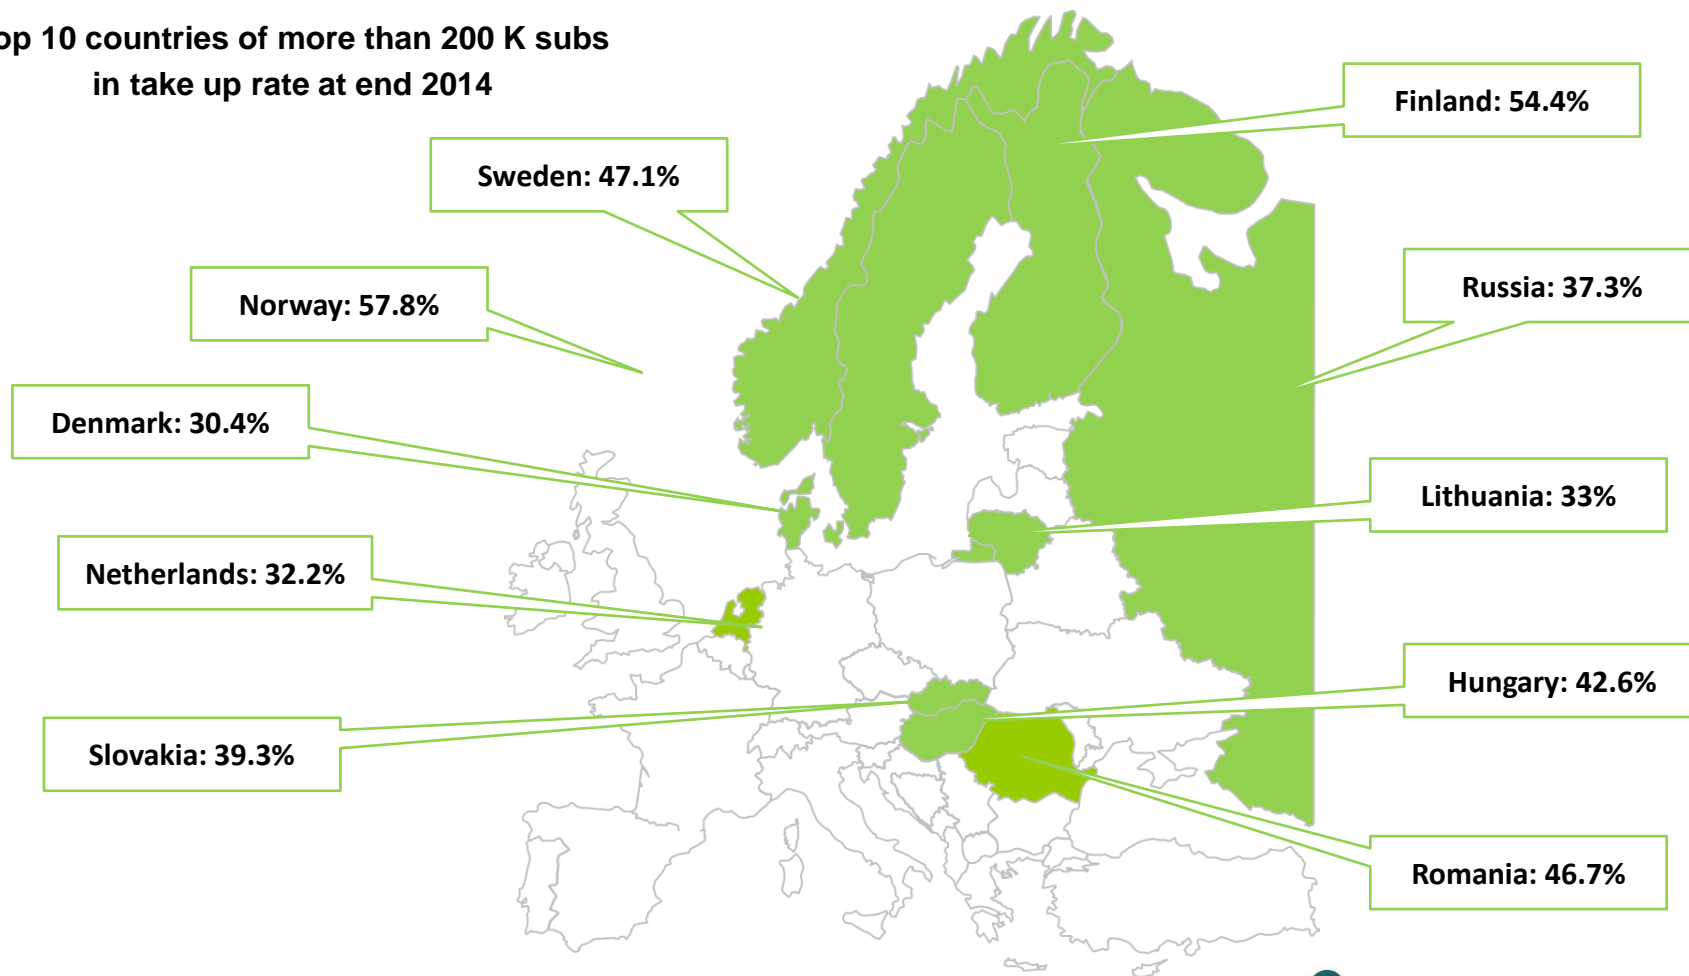 op 10 countries of more than 200 K subs
in take up rate at end 2014
Finland: 54.4%
Sweden: 47.1%
Russia: 37.3%
Norway: 57.8%
Denmark: 30.4%
Lithuania: 33%
Netherlands: 32.2%
Hungary: 42.6%
Slovakia: 39.3%
Romania: 46.7%